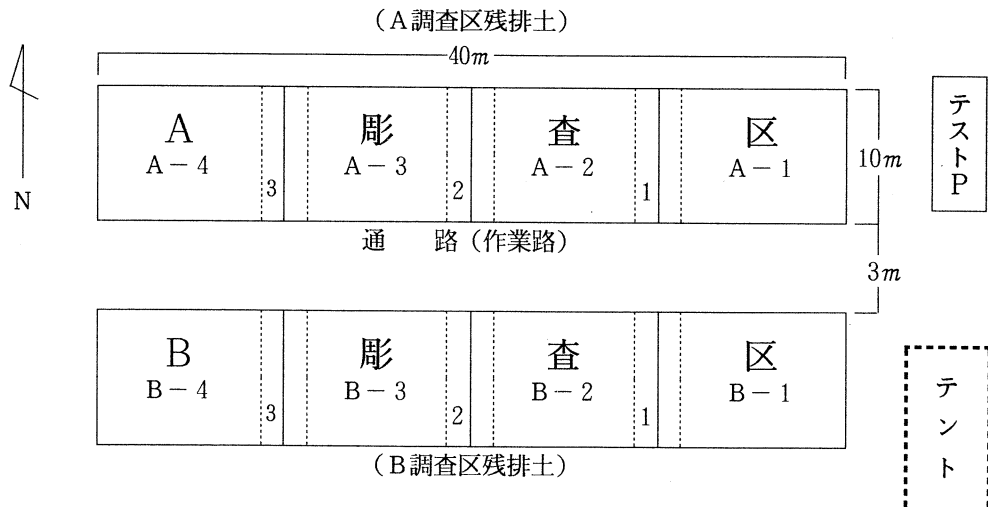 (A調査区残排土)
40m
A 彫 査 区
A-4 A-3 A-2 A-1
3 2 1
10m
テストP
N
通 路(作業路)
3m
B 彫 査 区
B-4 B-3 B-2 B-1
3 2 1
テント
(B調査区残排土)